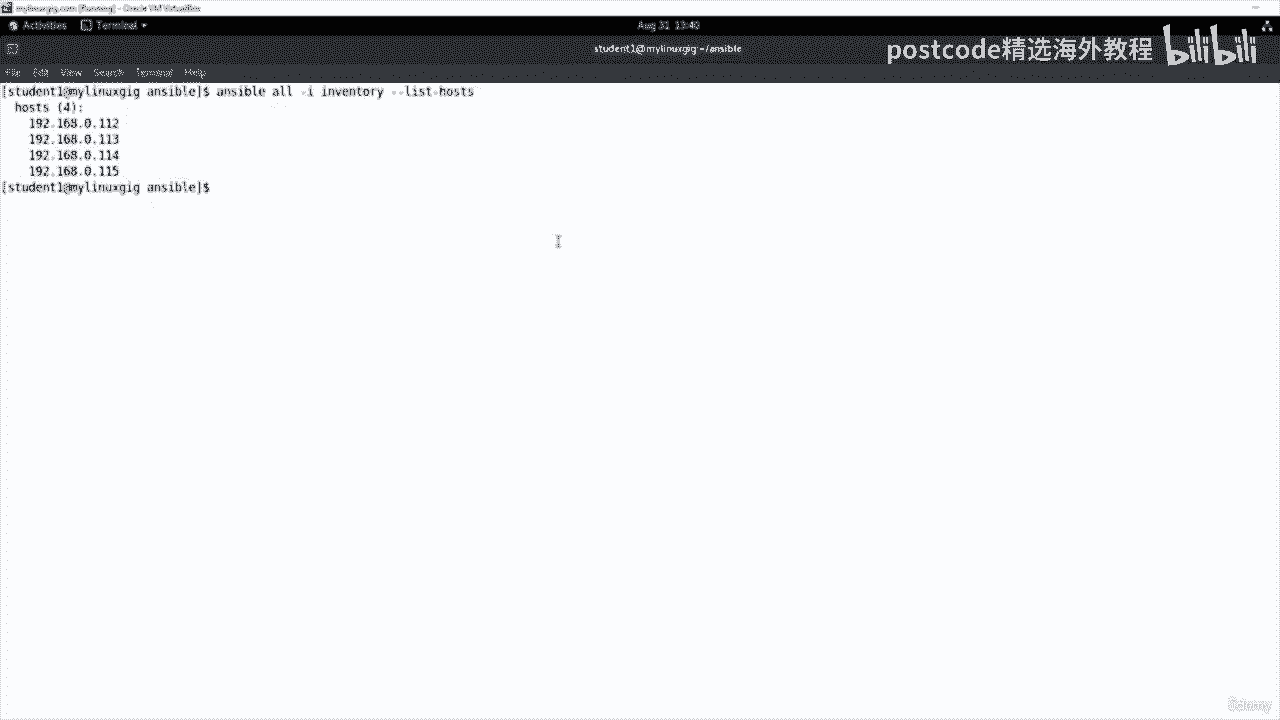 mylinuxgig.com [Running] - Oracle VM VirtualBox
Activities Terminal Aug 31 13:40
student1@mylinuxgig:~/ansible
postcode精选海外教程 bilibili
File Edit View Search Terminal Help
[student1@mylinuxgig ansible]$ ansible all -i inventory --list-hosts
hosts (4):
192.168.0.112
192.168.0.113
192.168.0.114
192.168.0.115
[student1@mylinuxgig ansible]$
Udemy